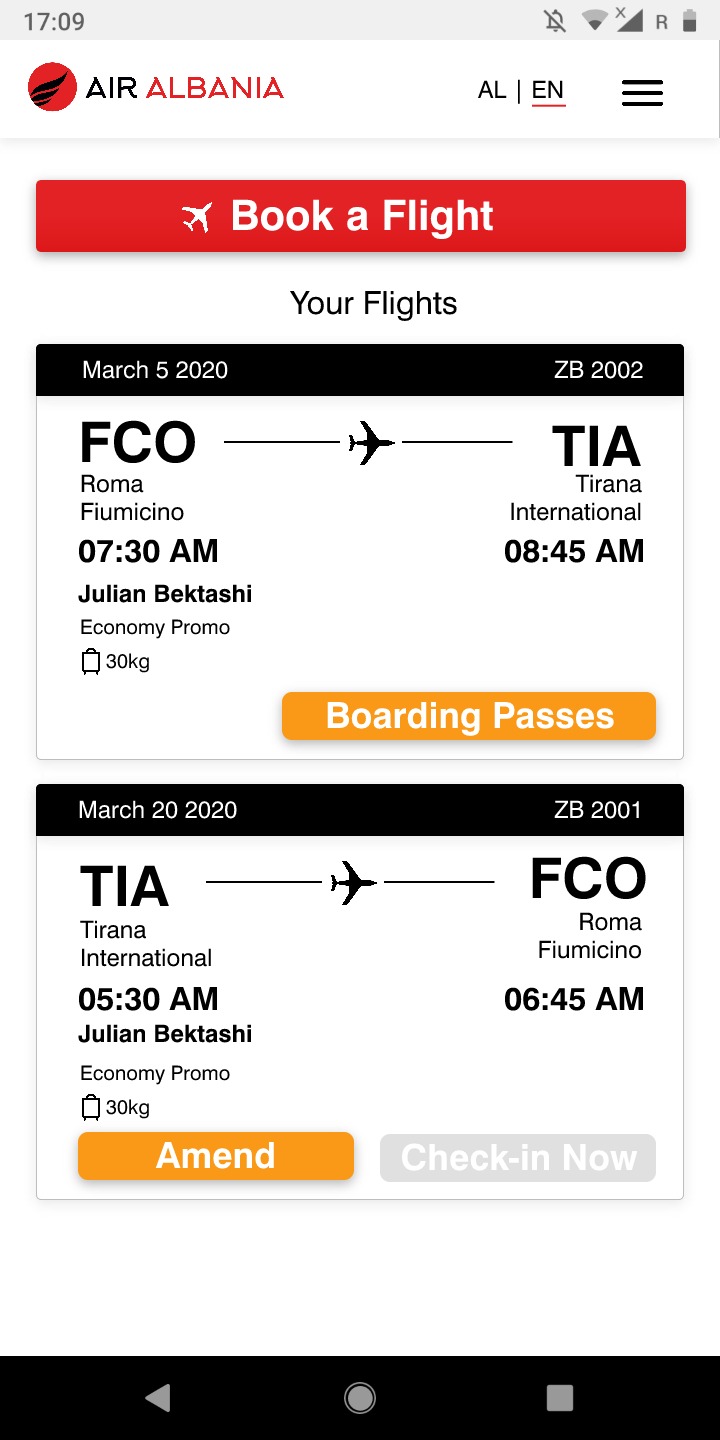 17:09
x
R
AIR ALBANIA
AL | EN
Book a Flight
Your Flights
March 5 2020 ZB 2002
FCO TIA
Roma Tirana
Fiumicino International
07:30 AM 08:45 AM
Julian Bektashi
Economy Promo
30kg
Boarding Passes
March 20 2020 ZB 2001
TIA FCO
Tirana Roma
International Fiumicino
05:30 AM 06:45 AM
Julian Bektashi
Economy Promo
30kg
Amend Check-in Now